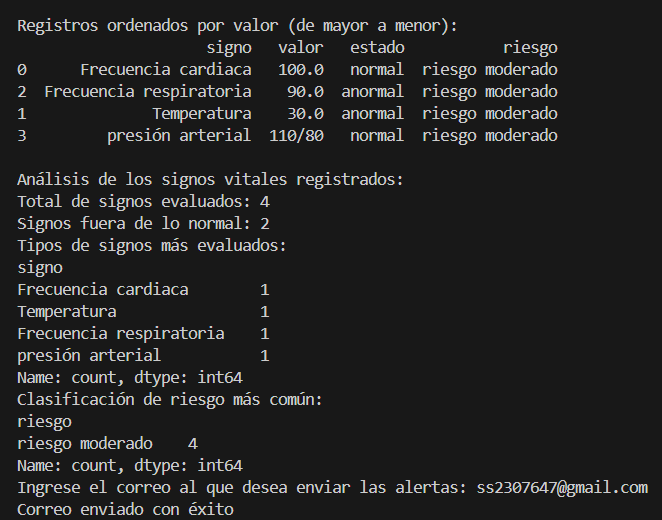 Registros ordenados por valor (de mayor a menor):
signo valor estado riesgo
0 Frecuencia cardiaca 100.0 normal riesgo moderado
2 Frecuencia respiratoria 90.0 anormal riesgo moderado
1 Temperatura 30.0 anormal riesgo moderado
3 presión arterial 110/80 normal riesgo moderado
Análisis de los signos vitales registrados:
Total de signos evaluados: 4
Signos fuera de lo normal: 2
Tipos de signos más evaluados:
signo
Frecuencia cardiaca 1
Temperatura 1
Frecuencia respiratoria 1
presión arterial 1
Name: count, dtype: int64
Clasificación de riesgo más común:
riesgo
riesgo moderado 4
Name: count, dtype: int64
Ingrese el correo al que desea enviar las alertas: ss2307647@gmail.com
Correo enviado con éxito